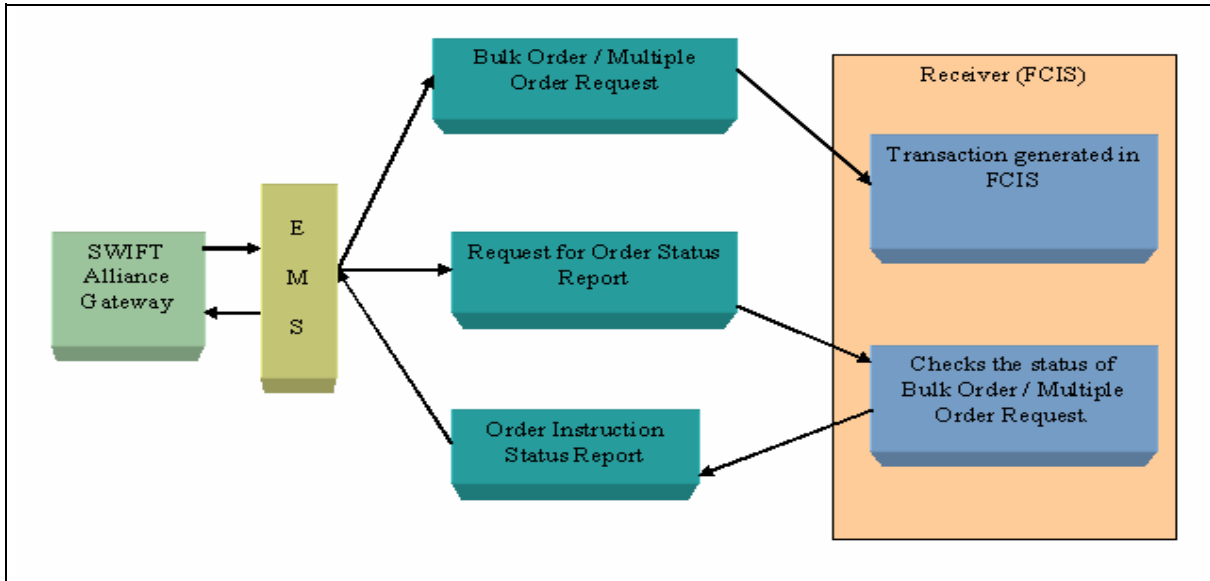 SWIFT
Alliance
Gateway
E
M
S
Bulk Order / Multiple
Order Request
Request for Order Status
Report
Order Instruction
Status Report
Receiver (FCIS)
Transaction generated in
FCIS
Checks the status of
Bulk Order / Multiple
Order Request.